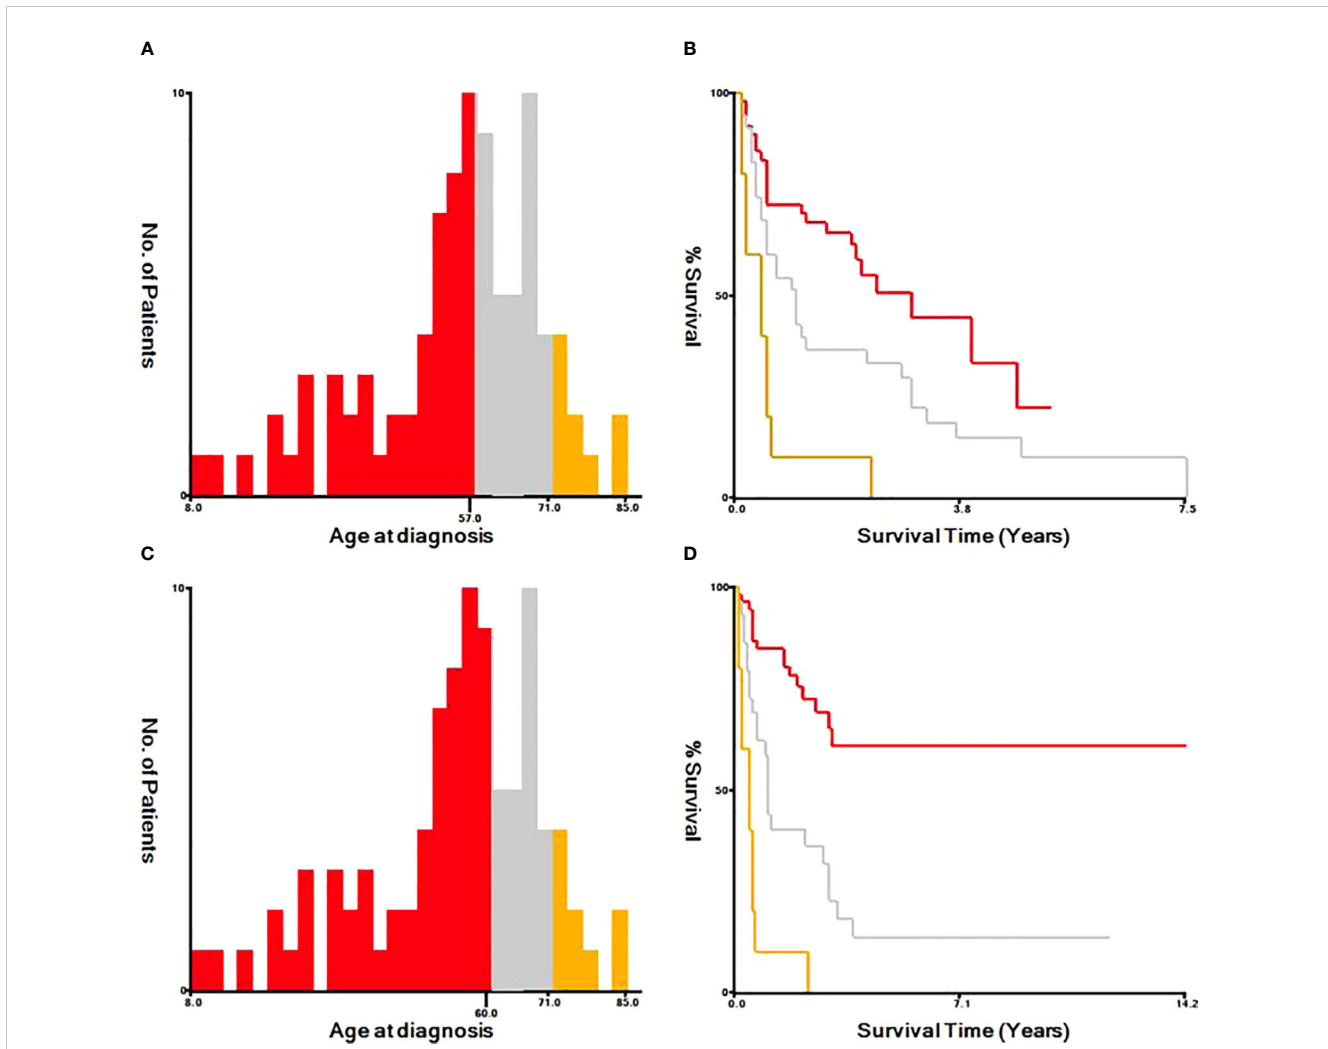 A
10
No. of Patients
0
8.0
57.0
71.0
85.0
Age at diagnosis
B
100
50
0
% Survival
0.0
3.8
7.5
Survival Time (Years)
C
10
No. of Patients
0
8.0
60.0
71.0
85.0
Age at diagnosis
D
100
50
0
% Survival
0.0
7.1
14.2
Survival Time (Years)